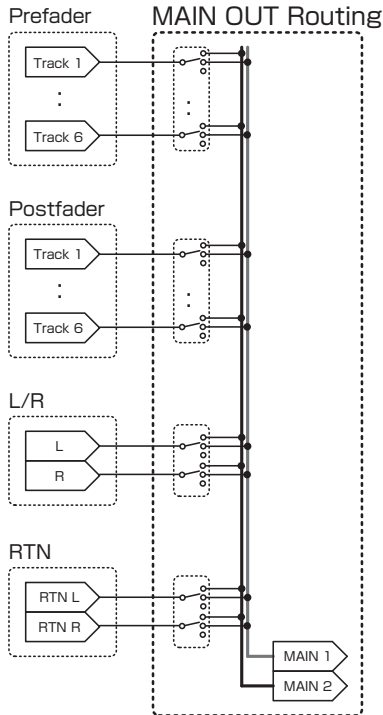 Prefader
MAIN OUT Routing
Track 1
:
:
Track 6
Postfader
Track 1
:
:
Track 6
L/R
L
R
RTN
RTN L
RTN R
MAIN 1
MAIN 2